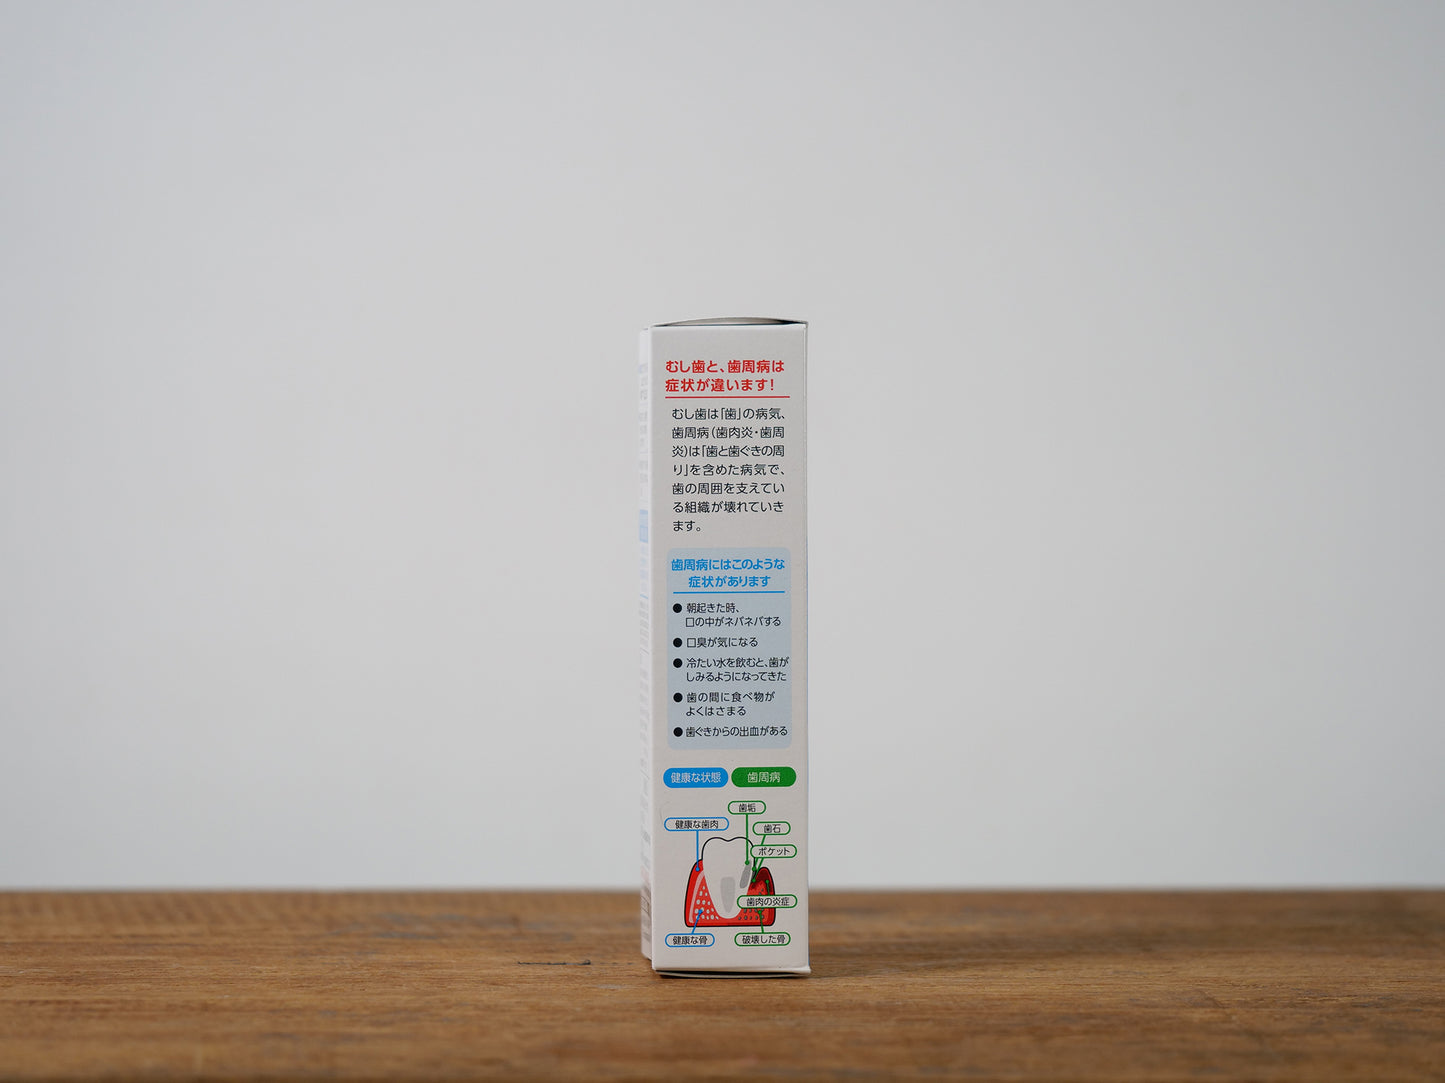 むし歯と、歯周病は
症状が違います！
むし歯は「歯」の病気、
歯周病(歯肉炎・歯周
炎)は「歯と歯ぐきの周
り」を含めた病気で、
歯の周囲を支えてい
る組織が壊れていき
ます。
歯周病にはこのような
症状があります
● 朝起きた時、
口の中がネバネバする
● 口臭が気になる
● 冷たい水を飲むと、歯が
しみるようになってきた
● 歯の間に食べ物が
よくはさまる
● 歯ぐきからの出血がある
健康な状態 歯周病
歯垢
健康な歯肉
歯石
ポケット
歯肉の炎症
健康な骨
破壊した骨